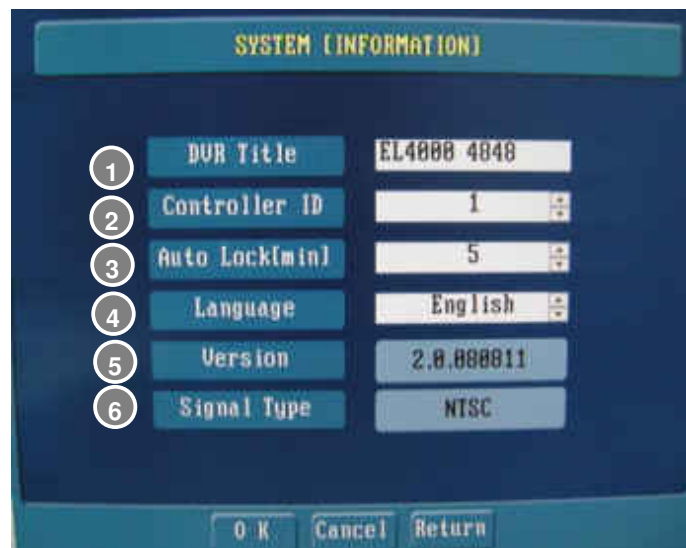 SYSTEM [INFORMATION]
1 DVR Title EL4000 4848
2 Controller ID 1
3 Auto Lock[min] 5
4 Language English
5 Version 2.0.080811
6 Signal Type NTSC
O K Cancel Return